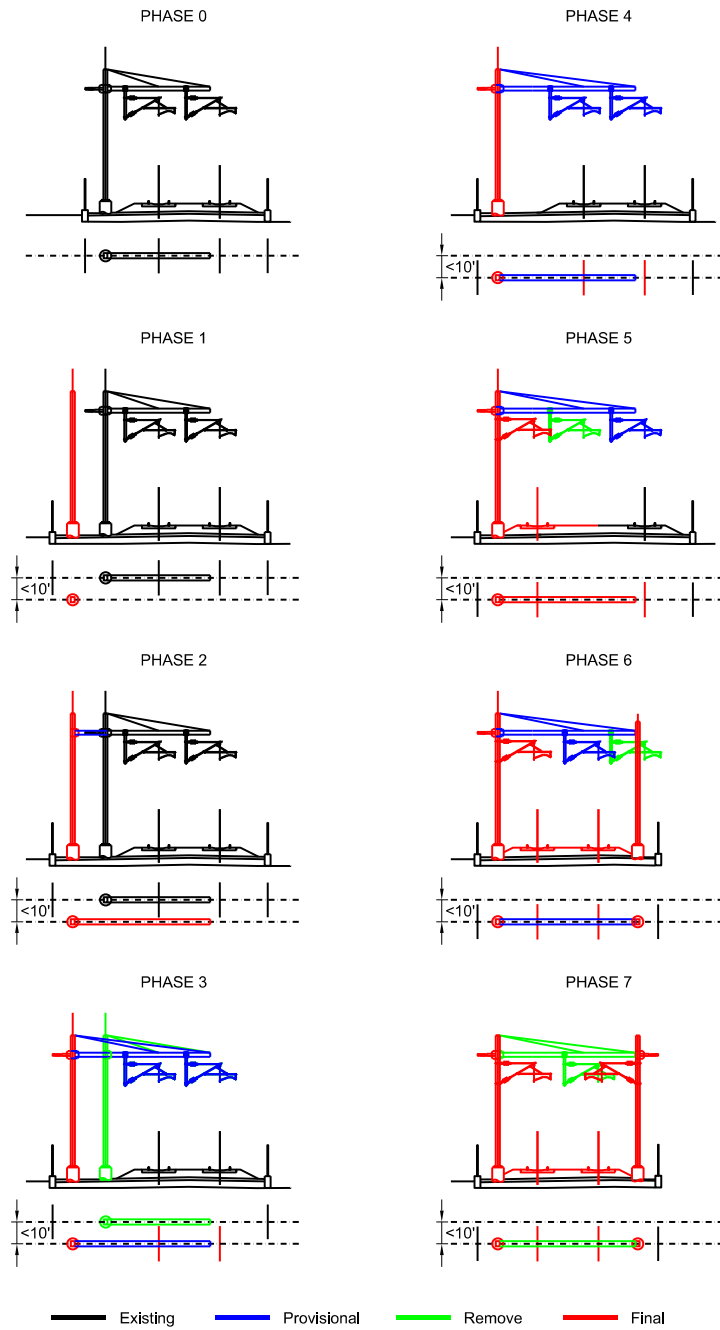 PHASE 0
PHASE 4
<10'
PHASE 1
PHASE 5
<10'
<10'
PHASE 2
PHASE 6
<10'
<10'
PHASE 3
PHASE 7
<10'
<10'
Existing
Provisional
Remove
Final